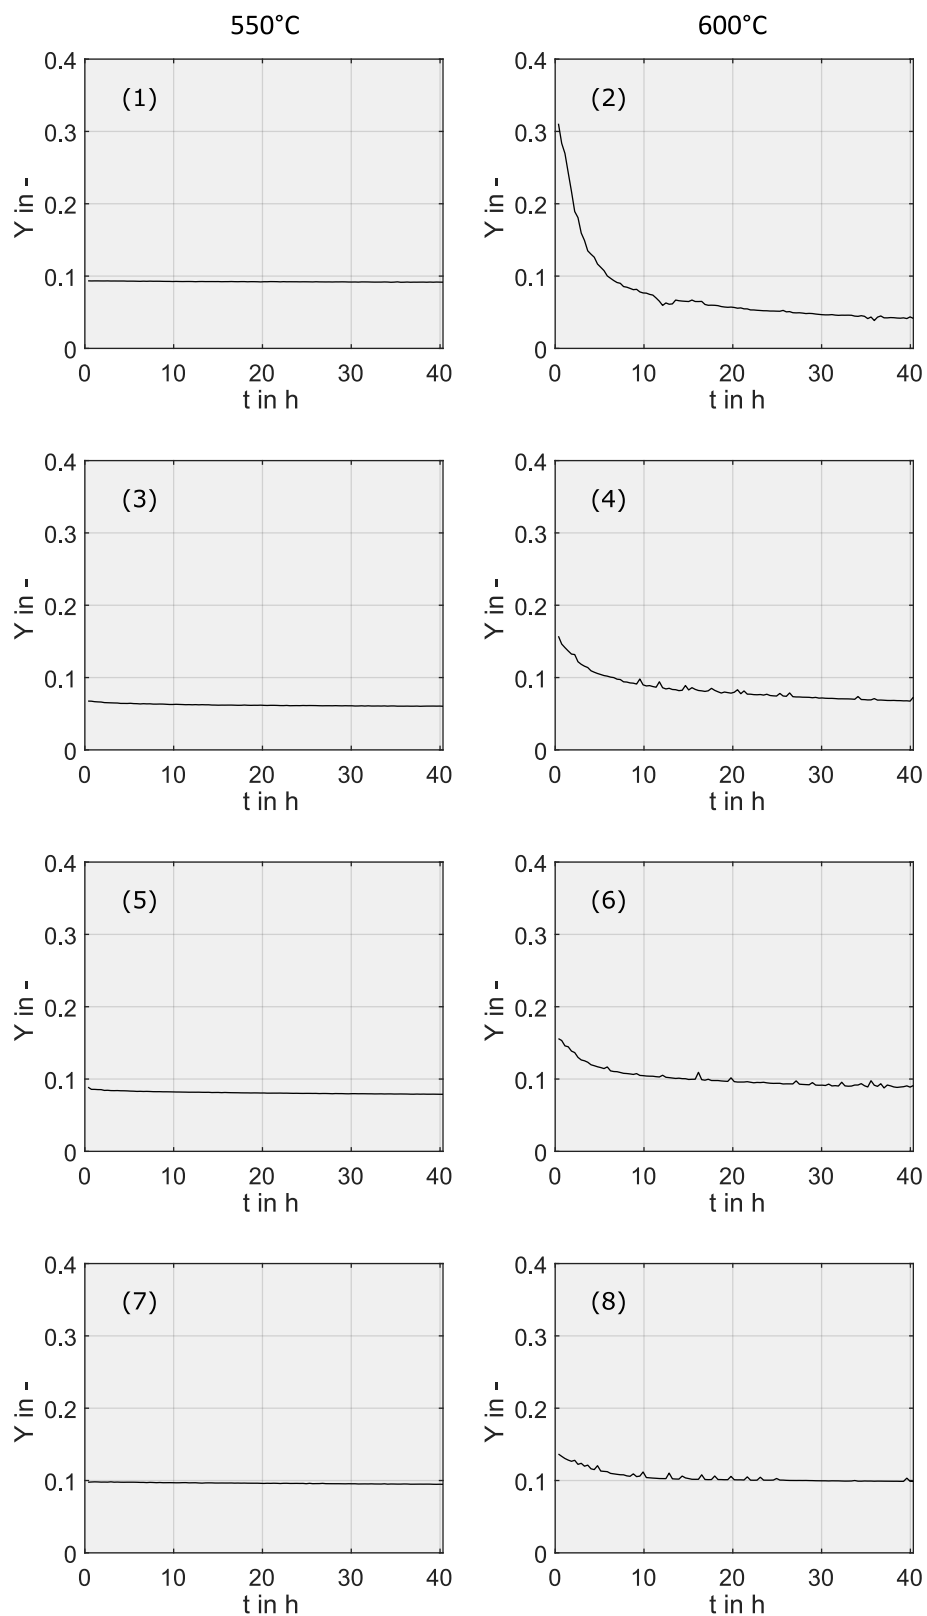 550°C 600°C
0.4 0.4
(1) (2)
0.3 0.3
0.2 0.2
0.1 0.1
0 0
0 10 20 30 40 0 10 20 30 40
t in h t in h
Y in - Y in -
0.4 0.4
(3) (4)
0.3 0.3
0.2 0.2
0.1 0.1
0 0
0 10 20 30 40 0 10 20 30 40
t in h t in h
Y in - Y in -
0.4 0.4
(5) (6)
0.3 0.3
0.2 0.2
0.1 0.1
0 0
0 10 20 30 40 0 10 20 30 40
t in h t in h
Y in - Y in -
0.4 0.4
(7) (8)
0.3 0.3
0.2 0.2
0.1 0.1
0 0
0 10 20 30 40 0 10 20 30 40
t in h t in h
Y in - Y in -